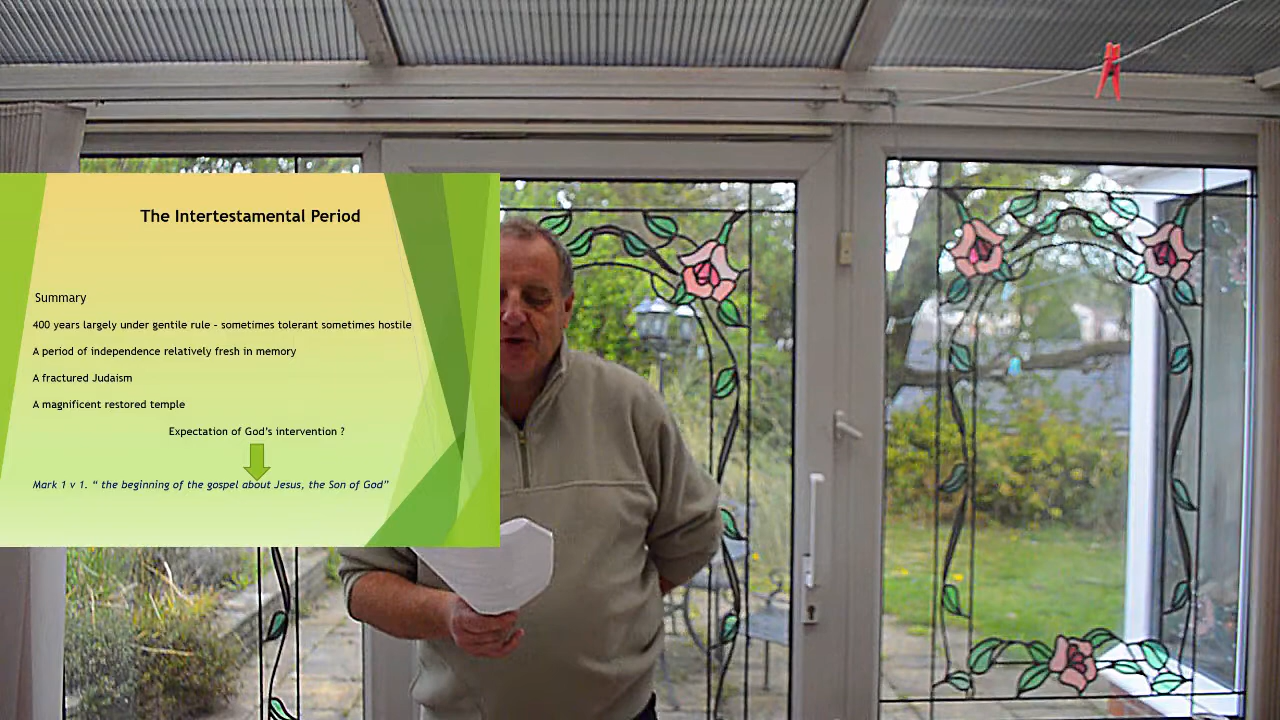 The Intertestamental Period
Summary
400 years largely under gentile rule – sometimes tolerant sometimes hostile
A period of independence relatively fresh in memory
A fractured Judaism
A magnificent restored temple
Expectation of God's intervention ?
Mark 1 v 1. “ the beginning of the gospel about Jesus, the Son of God”